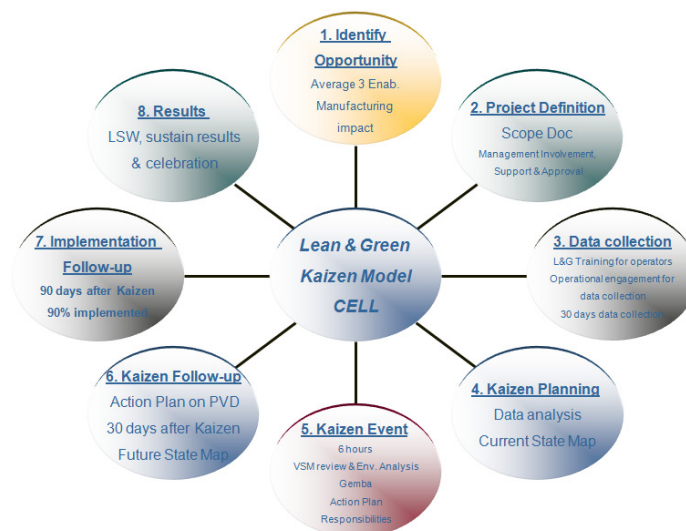 1. Identify
Opportunity
Average 3 Enab.
Manufacturing
impact
2. Project Definition
Scope Doc
Management Involvement,
Support & Approval
3. Data collection
L&G Training for operators
Operational engagement for
data collection
30 days data collection
4. Kaizen Planning
Data analysis
Current State Map
5. Kaizen Event
6 hours
VSM review & Env. Analysis
Gemba
Action Plan
Responsibilities
6. Kaizen Follow-up
Action Plan on PVD
30 days after Kaizen
Future State Map
7. Implementation
Follow-up
90 days after Kaizen
90% implemented
8. Results
LSW, sustain results
& celebration
Lean & Green
Kaizen Model
CELL